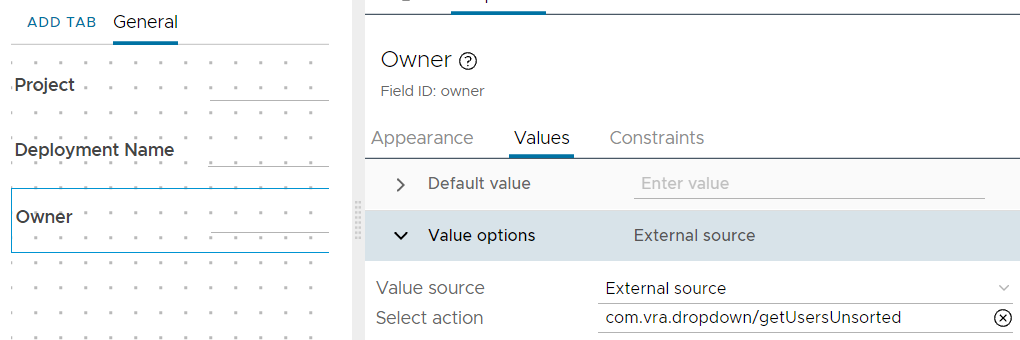 ADD TAB General
Project
Deployment Name
Owner
Owner ?
Field ID: owner
Appearance Values Constraints
Default value Enter value
Value options External source
Value source External source
Select action com.vra.dropdown/getUsersUnsorted